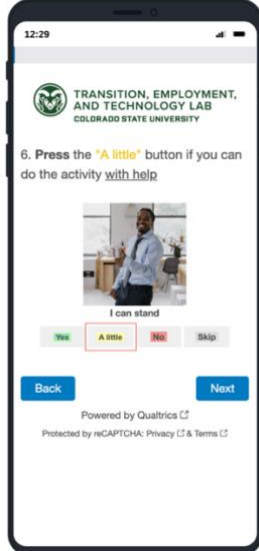 12:29
TRANSITION, EMPLOYMENT,
AND TECHNOLOGY LAB
COLORADO STATE UNIVERSITY
6. Press the "A little" button if you can
do the activity with help
I can stand
Yes A little No Skip
Back Next
Powered by Qualtrics
Protected by reCAPTCHA: Privacy & Terms